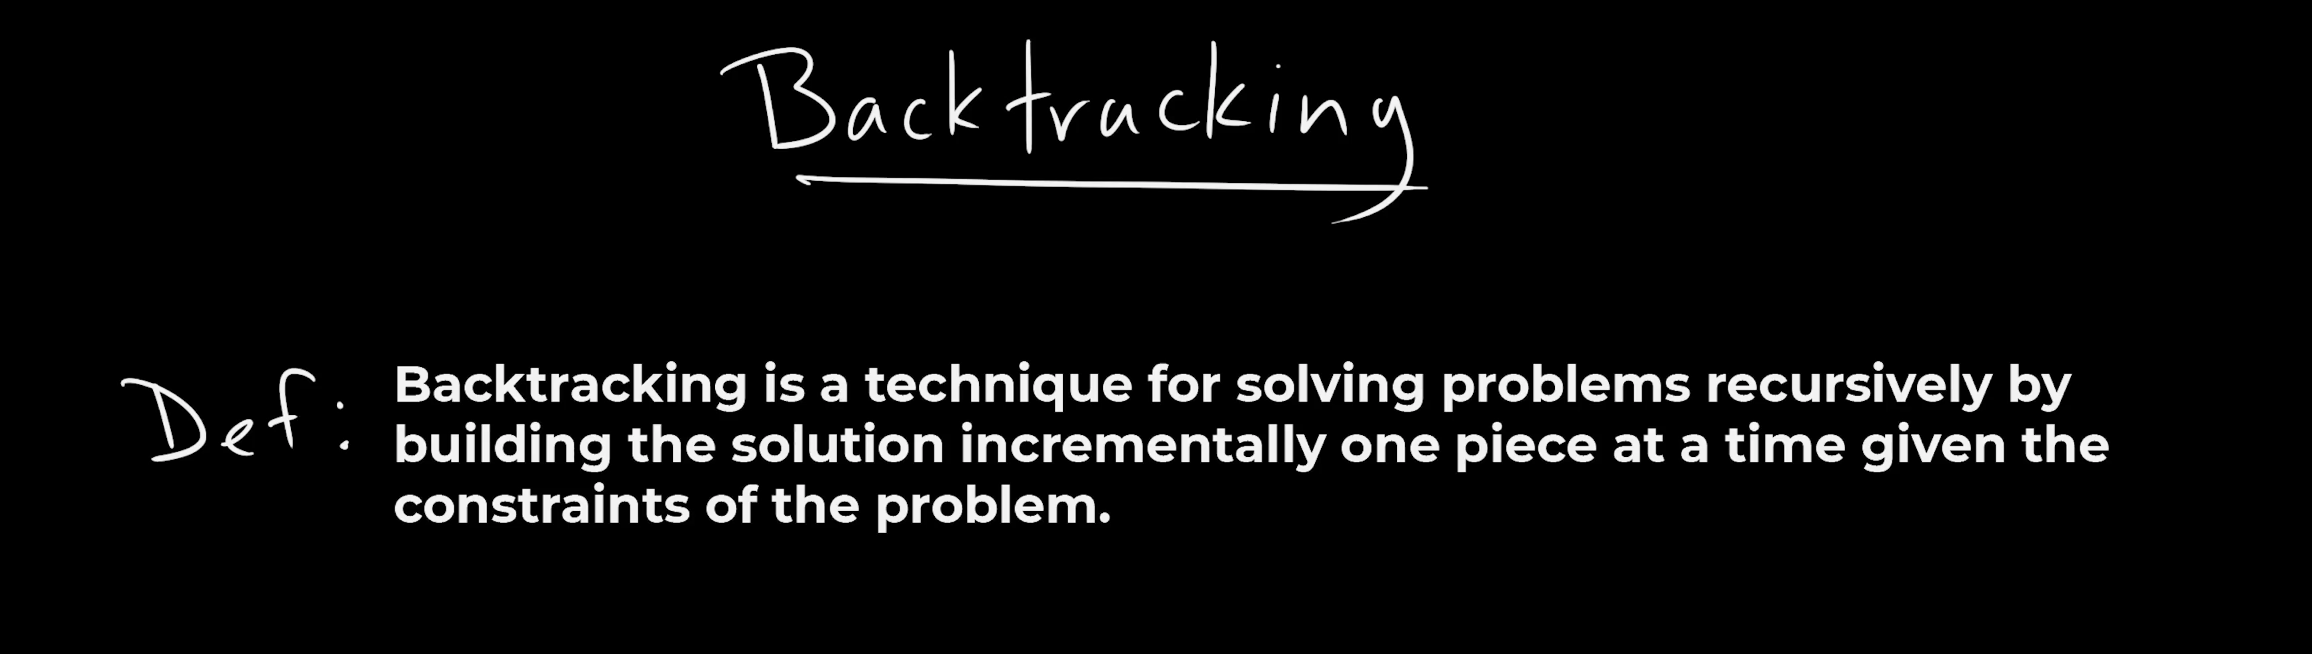 Backtracking
Def: Backtracking is a technique for solving problems recursively by
building the solution incrementally one piece at a time given the
constraints of the problem.